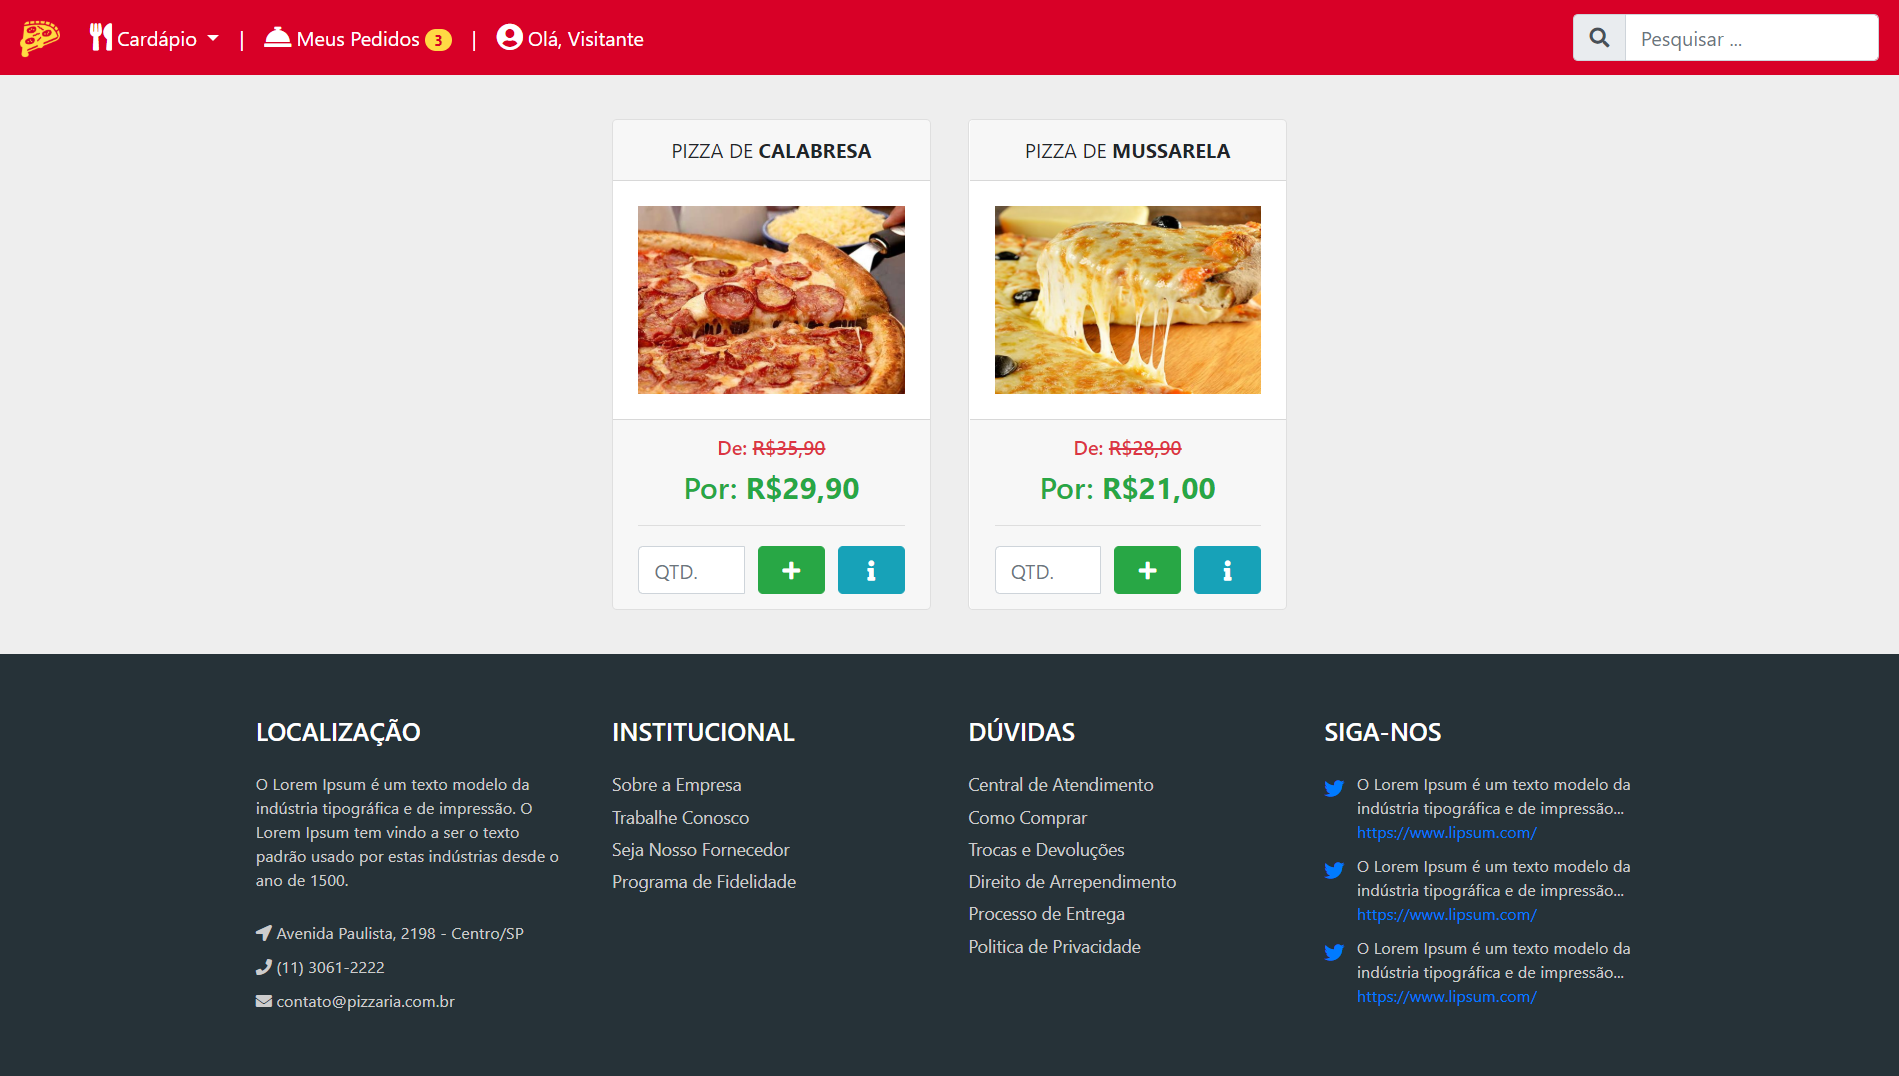 Cardápio | Meus Pedidos 3 | Olá, Visitante
Pesquisar ...
PIZZA DE CALABRESA
De: R$35,90
Por: R$29,90
QTD.
PIZZA DE MUSSARELA
De: R$28,90
Por: R$21,00
QTD.
LOCALIZAÇÃO
O Lorem Ipsum é um texto modelo da
indústria tipográfica e de impressão. O
Lorem Ipsum tem vindo a ser o texto
padrão usado por estas indústrias desde o
ano de 1500.
Avenida Paulista, 2198 - Centro/SP
(11) 3061-2222
contato@pizzaria.com.br
INSTITUCIONAL
Sobre a Empresa
Trabalhe Conosco
Seja Nosso Fornecedor
Programa de Fidelidade
DÚVIDAS
Central de Atendimento
Como Comprar
Trocas e Devoluções
Direito de Arrependimento
Processo de Entrega
Politica de Privacidade
SIGA-NOS
O Lorem Ipsum é um texto modelo da
indústria tipográfica e de impressão...
https://www.lipsum.com/
O Lorem Ipsum é um texto modelo da
indústria tipográfica e de impressão...
https://www.lipsum.com/
O Lorem Ipsum é um texto modelo da
indústria tipográfica e de impressão...
https://www.lipsum.com/